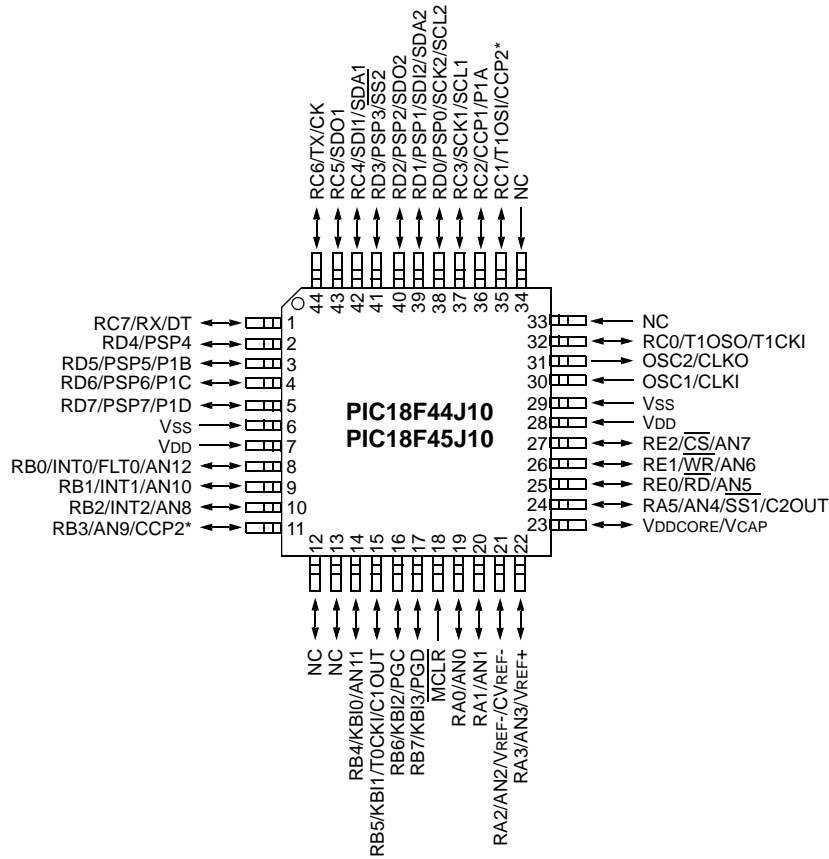 RC6/TX/CK
RC5/SDO1
RC4/SDI1/SDA1
RD3/PSP3/SS2
RD2/PSP2/SDO2
RD1/PSP1/SDI2/SDA2
RD0/PSP0/SCK2/SCL2
RC3/SCK1/SCL1
RC2/CCP1/P1A
RC1/T1OSI/CCP2*
NC
44
43
42
41
40
39
38
37
36
35
34
RC7/RX/DT 1
RD4/PSP4 2
RD5/PSP5/P1B 3
RD6/PSP6/P1C 4
RD7/PSP7/P1D 5
VSS 6
VDD 7
RB0/INT0/FLT0/AN12 8
RB1/INT1/AN10 9
RB2/INT2/AN8 10
RB3/AN9/CCP2* 11
PIC18F44J10
PIC18F45J10
33 NC
32 RC0/T1OSO/T1CKI
31 OSC2/CLKO
30 OSC1/CLKI
29 VSS
28 VDD
27 RE2/CS/AN7
26 RE1/WR/AN6
25 RE0/RD/AN5
24 RA5/AN4/SS1/C2OUT
23 VDDCORE/VCAP
12
13
14
15
16
17
18
19
20
21
22
NC
NC
RB4/KBI0/AN11
RB5/KBI1/T0CKI/C1OUT
RB6/KBI2/PGC
RB7/KBI3/PGD
MCLR
RA0/AN0
RA1/AN1
RA2/AN2/VREF-/CVREF-
RA3/AN3/VREF+